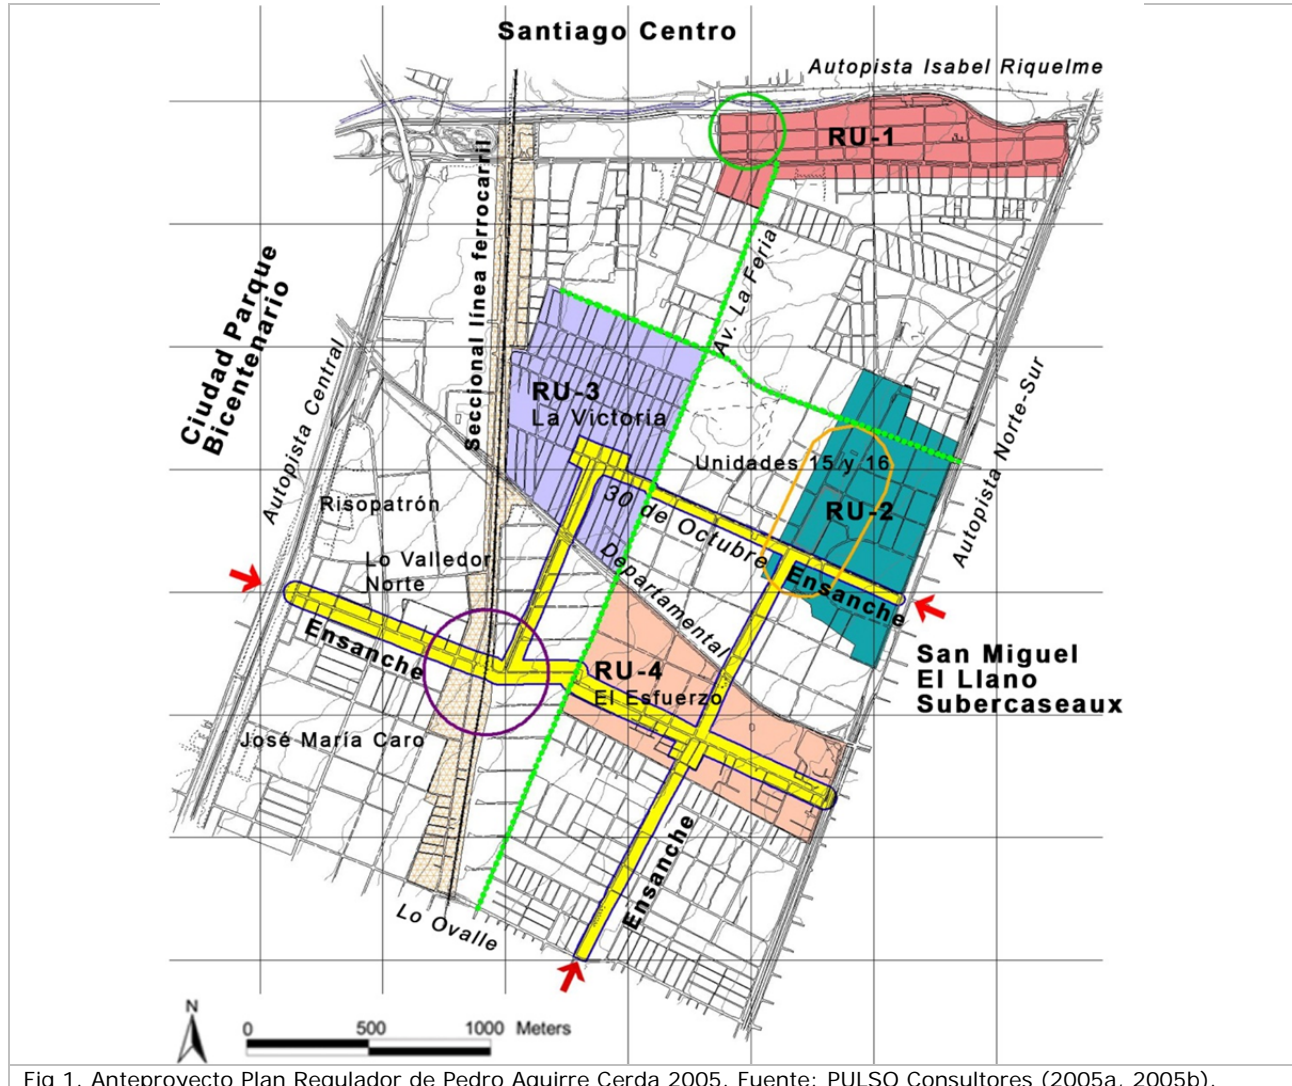 Santiago Centro
Autopista Isabel Riquelme
RU-1
Seccional línea ferrocarril
Av. La Feria
Ciudad Parque
Bicentenario
Autopista Central
RU-3
La Victoria
Autopista Norte-Sur
Unidades 15 y 16
RU-2
30 de Octubre
Risopatrón
Lo Valledor
Norte
Departamental
Ensanche
Ensanche
RU-4
El Esfuerzo
San Miguel
El Llano
Subercaseaux
José María Caro
Ensanche
Lo Ovalle
N
0 500 1000 Meters
Fig 1. Anteproyecto Plan Regulador de Pedro Aguirre Cerda 2005. Fuente: PULSO Consultores (2005a, 2005b).